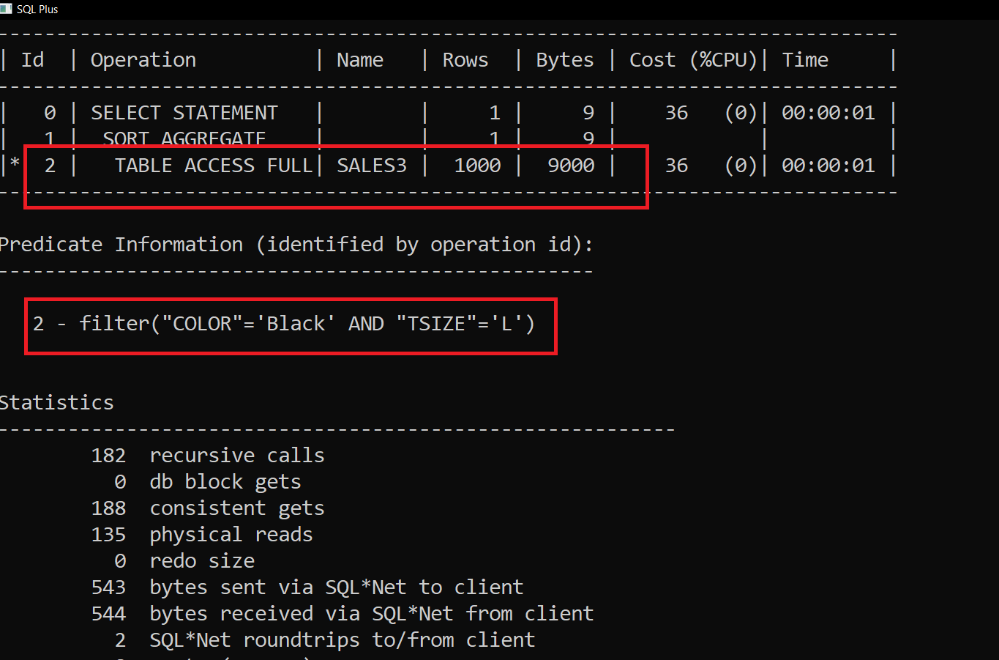 SQL Plus
--------------------------------------------------------------------------------
| Id  | Operation          | Name   | Rows  | Bytes | Cost (%CPU)| Time     |
--------------------------------------------------------------------------------
|   0 | SELECT STATEMENT   |        |     1 |     9 |    36   (0)| 00:00:01 |
|   1 |  SORT AGGREGATE    |        |     1 |     9 |            |          |
|*  2 |   TABLE ACCESS FULL| SALES3 |  1000 |  9000 |    36   (0)| 00:00:01 |
--------------------------------------------------------------------------------
Predicate Information (identified by operation id):
---------------------------------------------------
2 - filter("COLOR"='Black' AND "TSIZE"='L')
Statistics
----------------------------------------------------------
182  recursive calls
0  db block gets
188  consistent gets
135  physical reads
0  redo size
543  bytes sent via SQL*Net to client
544  bytes received via SQL*Net from client
2  SQL*Net roundtrips to/from client